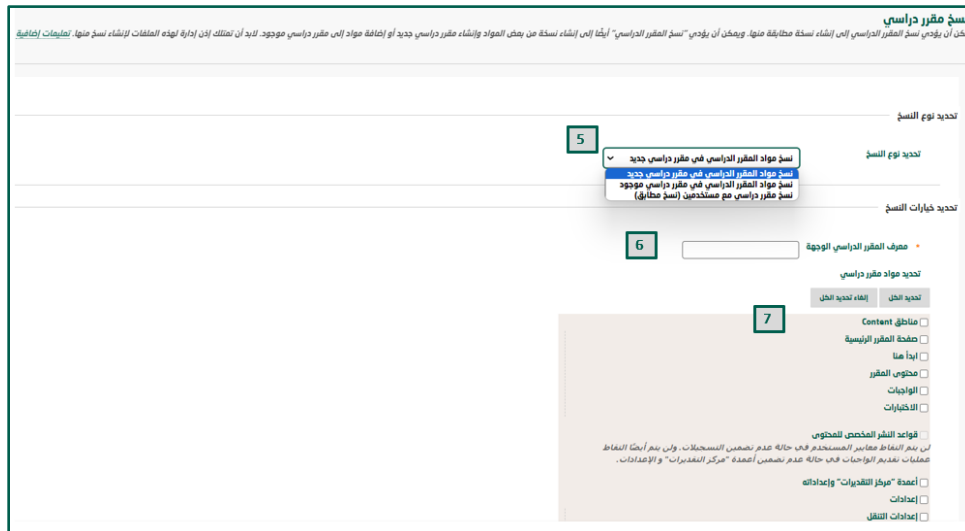 نسخ مقرر دراسي
يمكن أن يؤدي نسخ المقرر الدراسي إلى إنشاء نسخة مطابقة منها. ويمكن أن يؤدي "نسخ المقرر الدراسي" أيضًا إلى إنشاء نسخة من بعض المواد وإنشاء مقرر دراسي جديد أو إضافة مواد إلى مقرر دراسي موجود. لابد أن تمتلك إذن إدارة لهذه الملفات لإنشاء نسخ منها. تعليمات إضافية
تحديد نوع النسخ
5
تحديد نوع النسخ
نسخ مواد المقرر الدراسي في مقرر دراسي جديد
نسخ مواد المقرر الدراسي في مقرر دراسي جديد
نسخ مواد المقرر الدراسي في مقرر دراسي موجود
نسخ مقرر دراسي مع مستخدمين (نسخ مطابق)
تحديد خيارات النسخ
* معرف المقرر الدراسي الوجهة
6
تحديد مواد مقرر دراسي
تحديد الكل إلغاء تحديد الكل
7
مناطق Content
صفحة المقرر الرئيسية
ابدأ هنا
محتوى المقرر
الواجبات
الاختبارات
قواعد النشر المخصص للمحتوى
لن يتم التقاط معايير المستخدم في حالة عدم تضمين التسجيلات. ولن يتم أيضًا التقاط
عمليات تقديم الواجبات في حالة عدم تضمين أعمدة "مركز التقديرات" و الإعدادات.
أعمدة "مركز التقديرات" وإعداداته
إعدادات
إعدادات التنقل